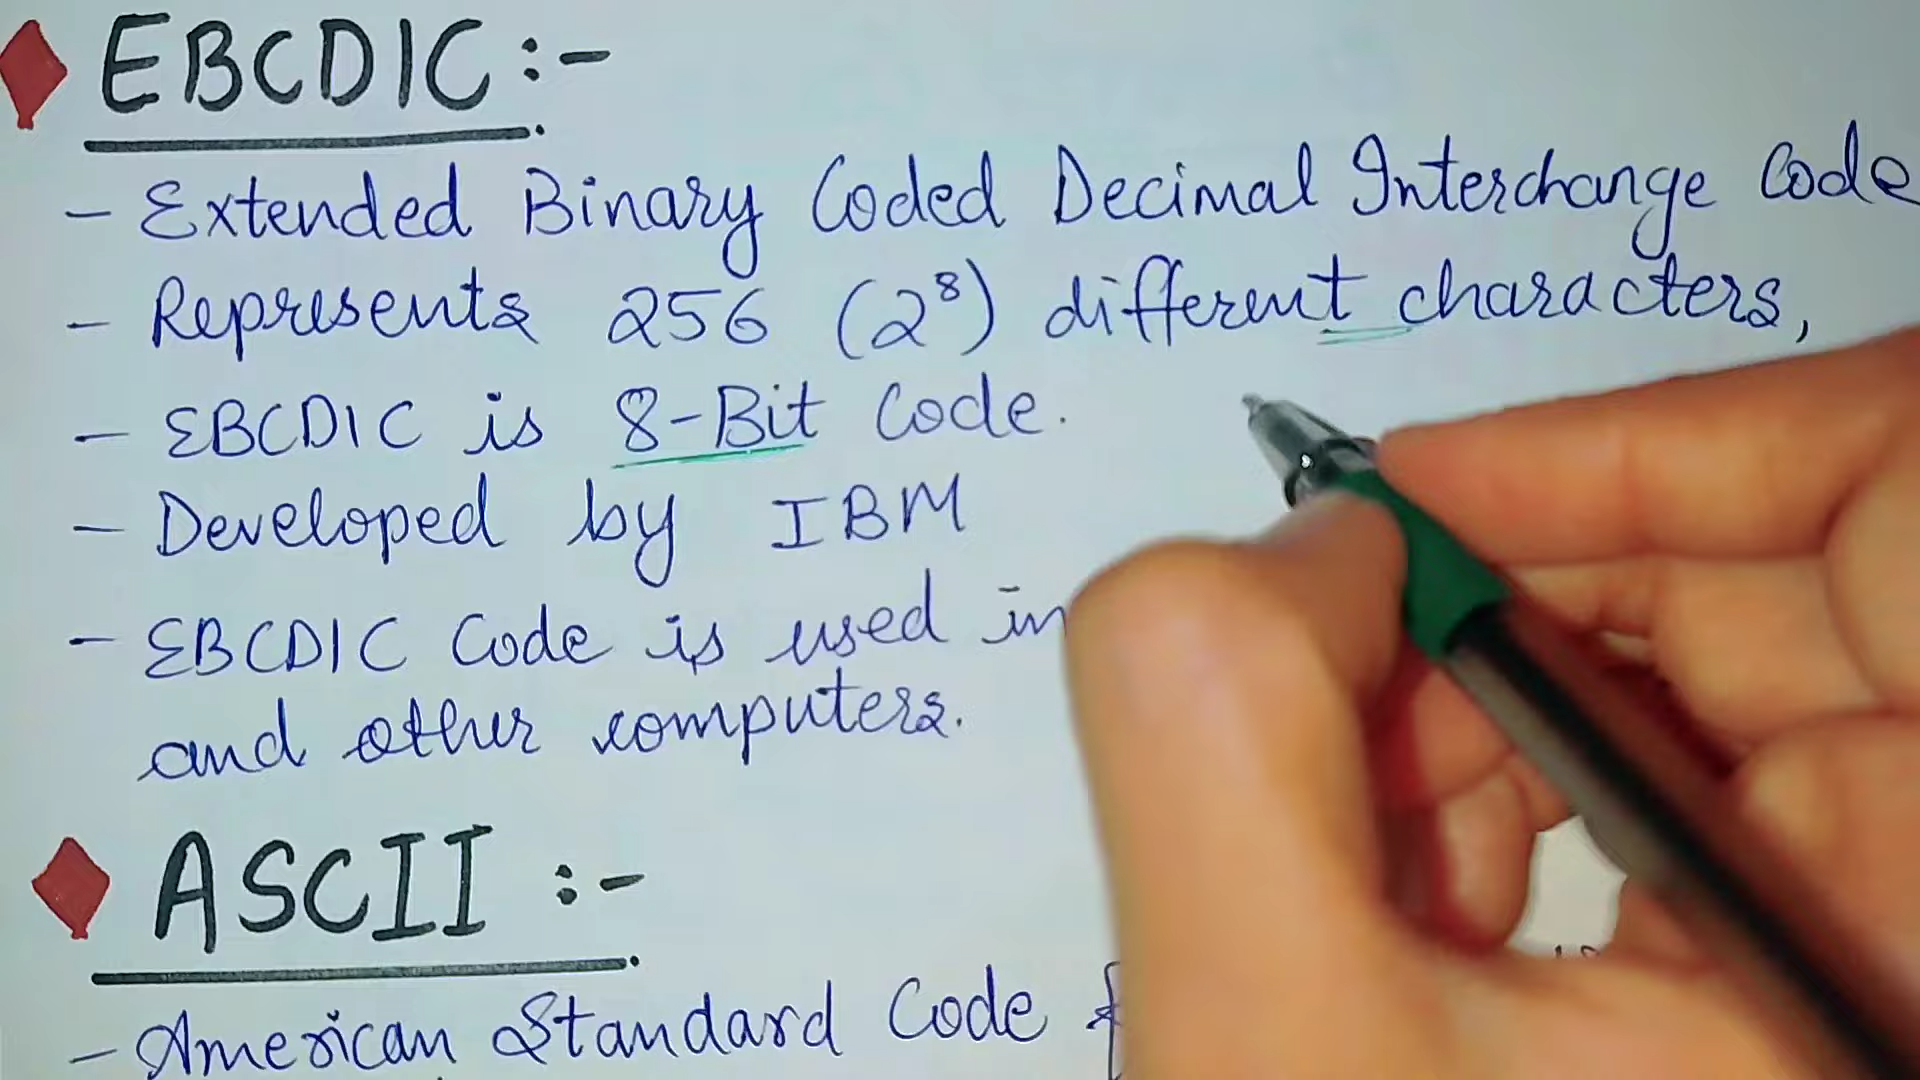 EBCDIC :-
- Extended Binary Coded Decimal Interchange Code
- Represents 256 (2⁸) different characters,
- EBCDIC is 8-Bit Code.
- Developed by IBM
- EBCDIC Code is used in
and other computers.
ASCII :-
- American Standard Code